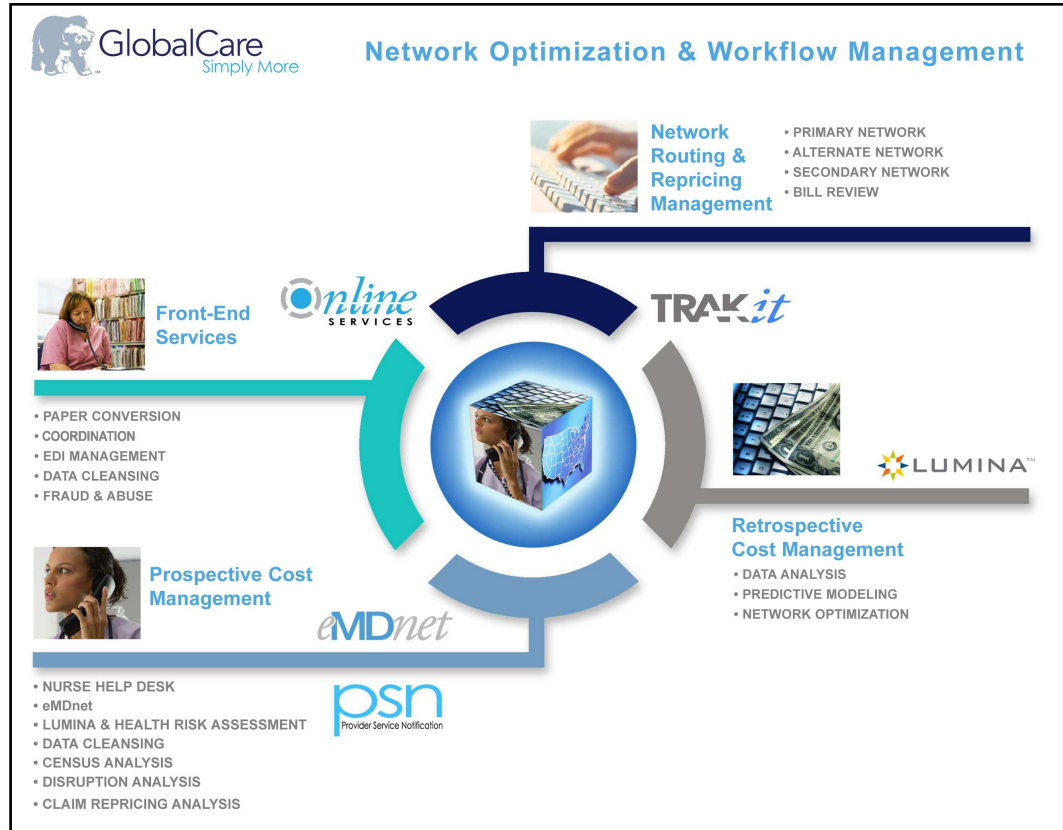 GlobalCare
Simply More
Network Optimization & Workflow Management
Network
Routing &
Repricing
Management
• PRIMARY NETWORK
• ALTERNATE NETWORK
• SECONDARY NETWORK
• BILL REVIEW
Front-End
Services
Online
SERVICES
TRAKit
• PAPER CONVERSION
• COORDINATION
• EDI MANAGEMENT
• DATA CLEANSING
• FRAUD & ABUSE
LUMINA™
Retrospective
Cost Management
• DATA ANALYSIS
• PREDICTIVE MODELING
• NETWORK OPTIMIZATION
Prospective Cost
Management
eMDnet
psn
Provider Service Notification
• NURSE HELP DESK
• eMDnet
• LUMINA & HEALTH RISK ASSESSMENT
• DATA CLEANSING
• CENSUS ANALYSIS
• DISRUPTION ANALYSIS
• CLAIM REPRICING ANALYSIS